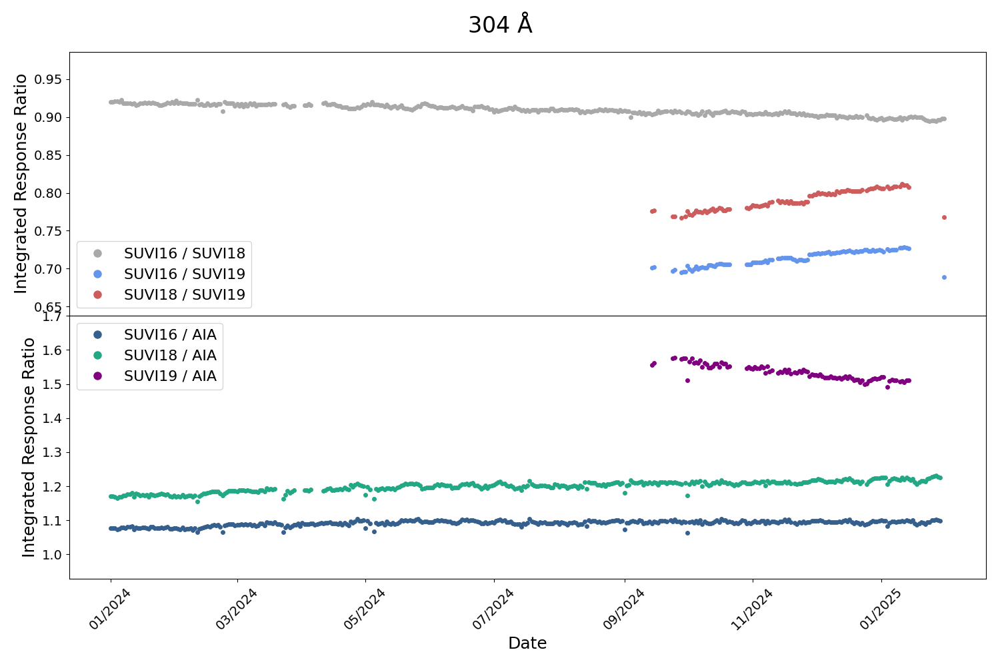 304 Å
Integrated Response Ratio
0.95
0.90
0.85
0.80
0.75
0.70
0.65
SUVI16 / SUVI18
SUVI16 / SUVI19
SUVI18 / SUVI19
Integrated Response Ratio
1.7
1.6
1.5
1.4
1.3
1.2
1.1
1.0
SUVI16 / AIA
SUVI18 / AIA
SUVI19 / AIA
01/2024
03/2024
05/2024
07/2024
09/2024
11/2024
01/2025
Date